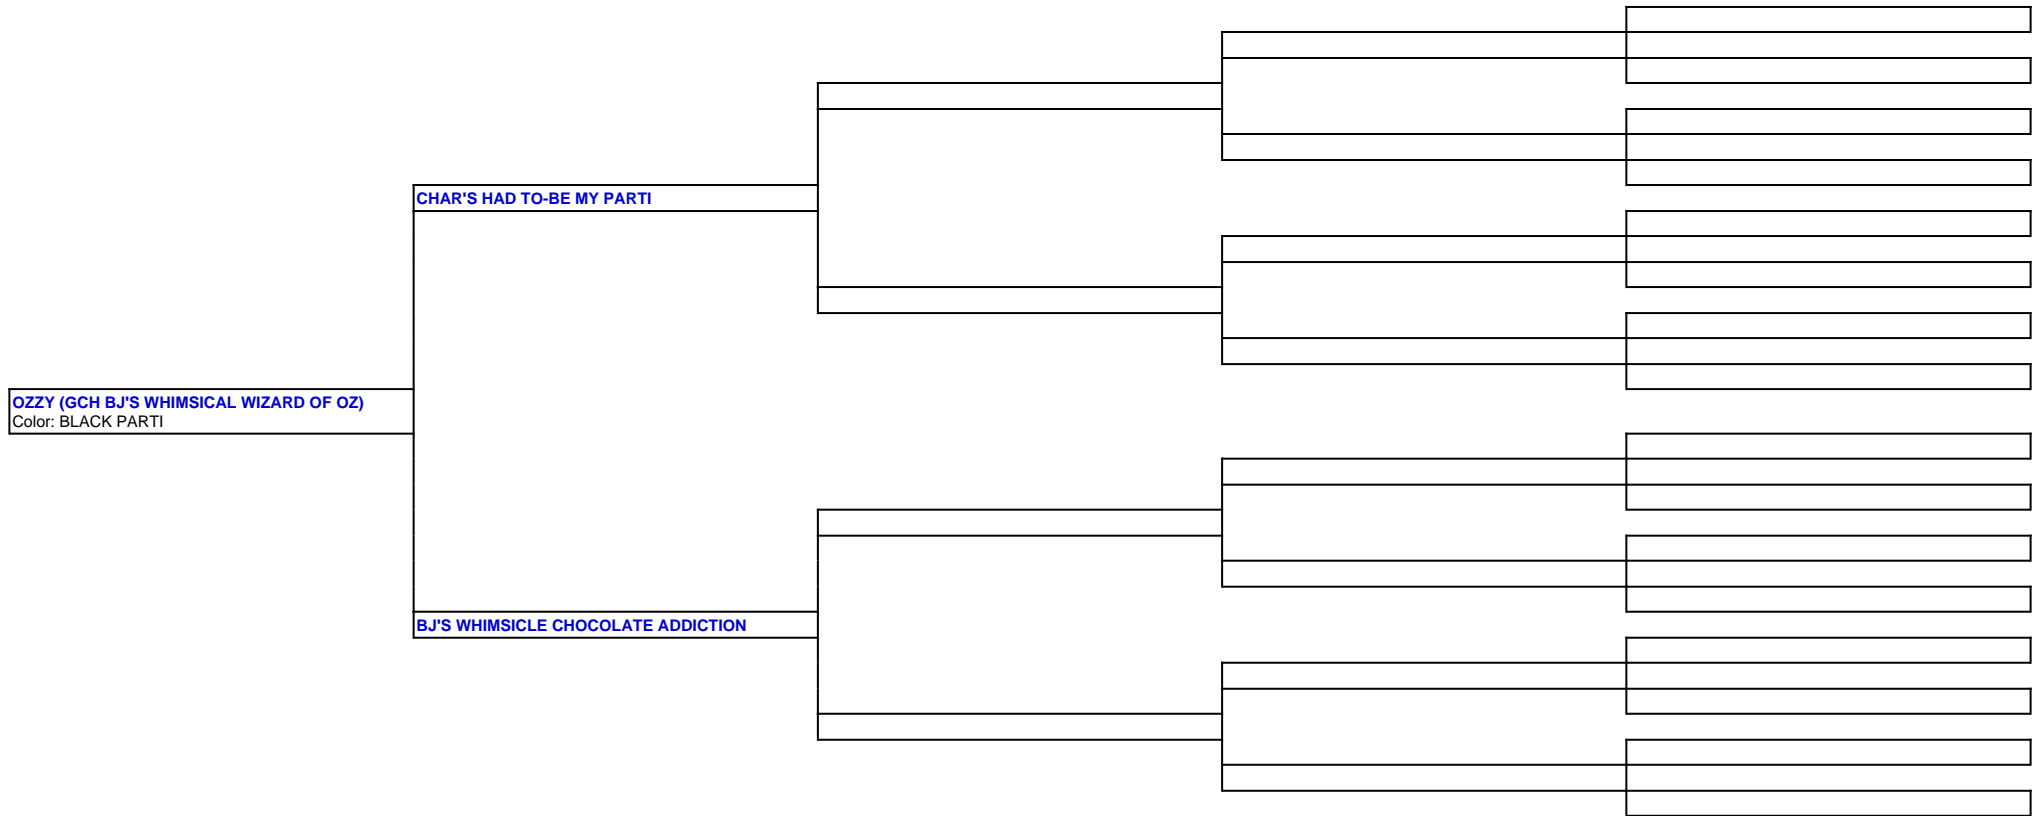 CHAR'S HAD TO-BE MY PARTI
OZZY (GCH BJ'S WHIMSICAL WIZARD OF OZ)
Color: BLACK PARTI
BJ'S WHIMSICLE CHOCOLATE ADDICTION